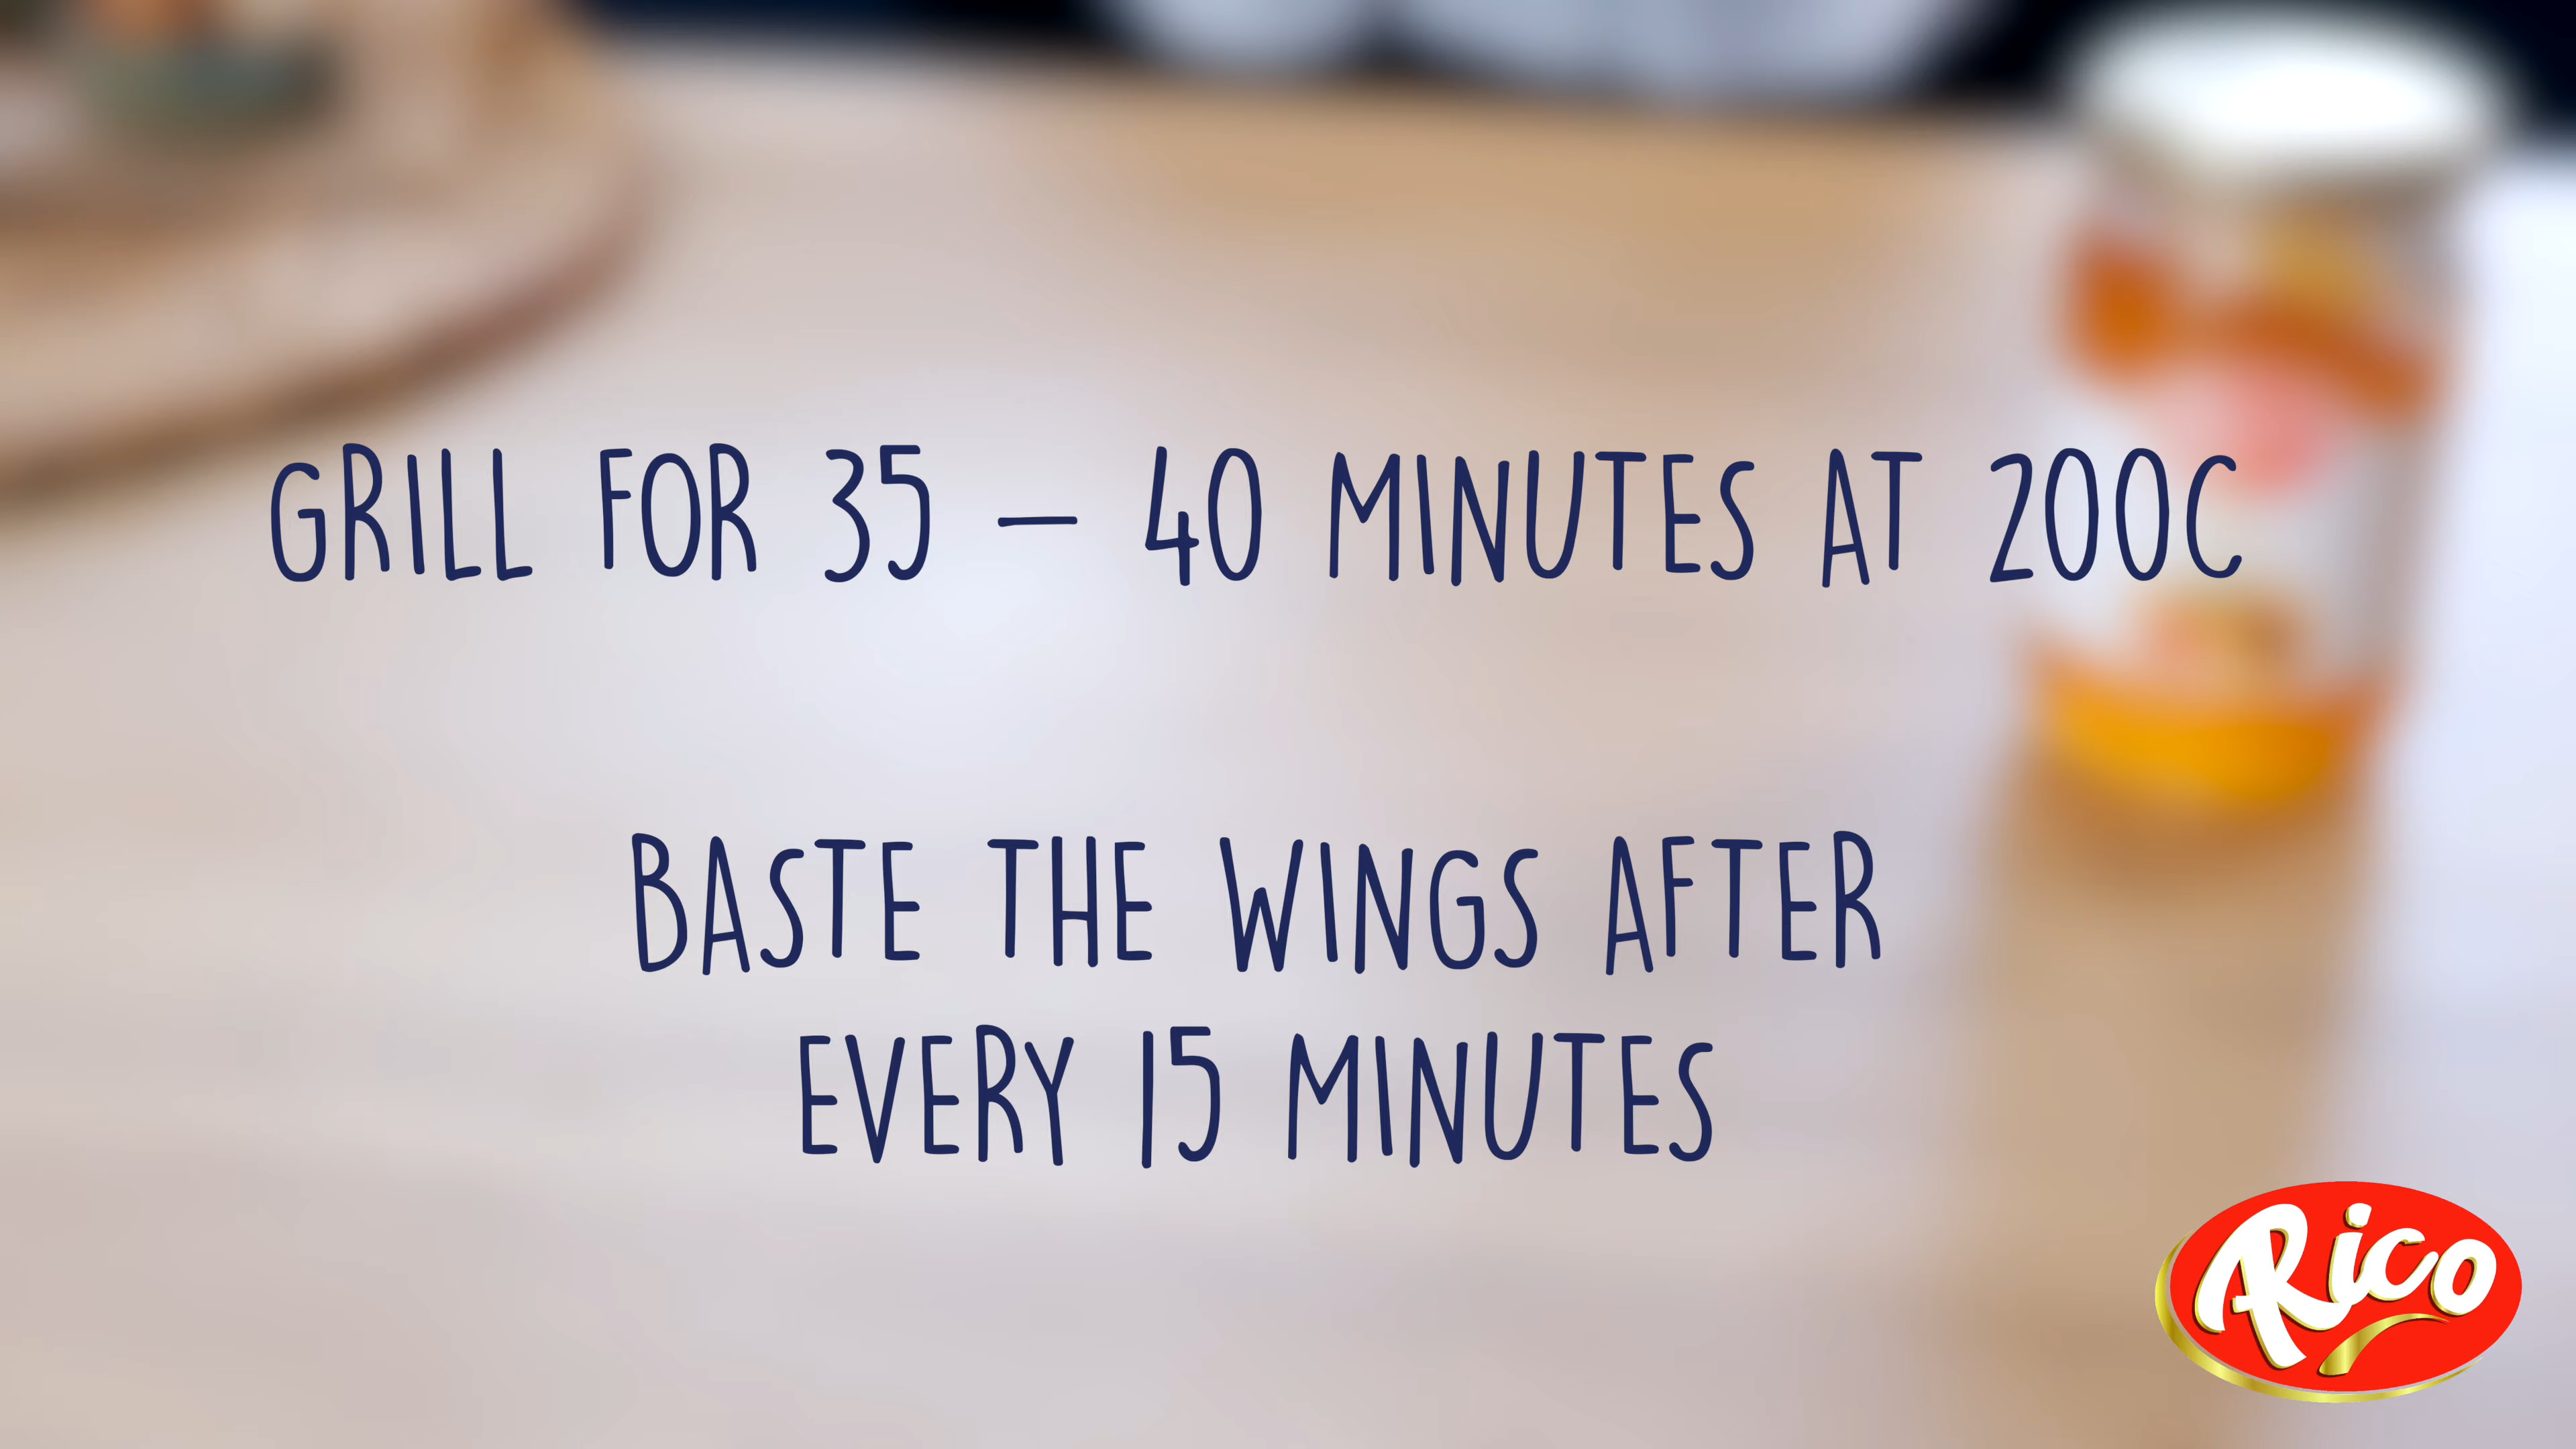 GRILL FOR 35 – 40 MINUTES AT 200C
BASTE THE WINGS AFTER
EVERY 15 MINUTES
Rico